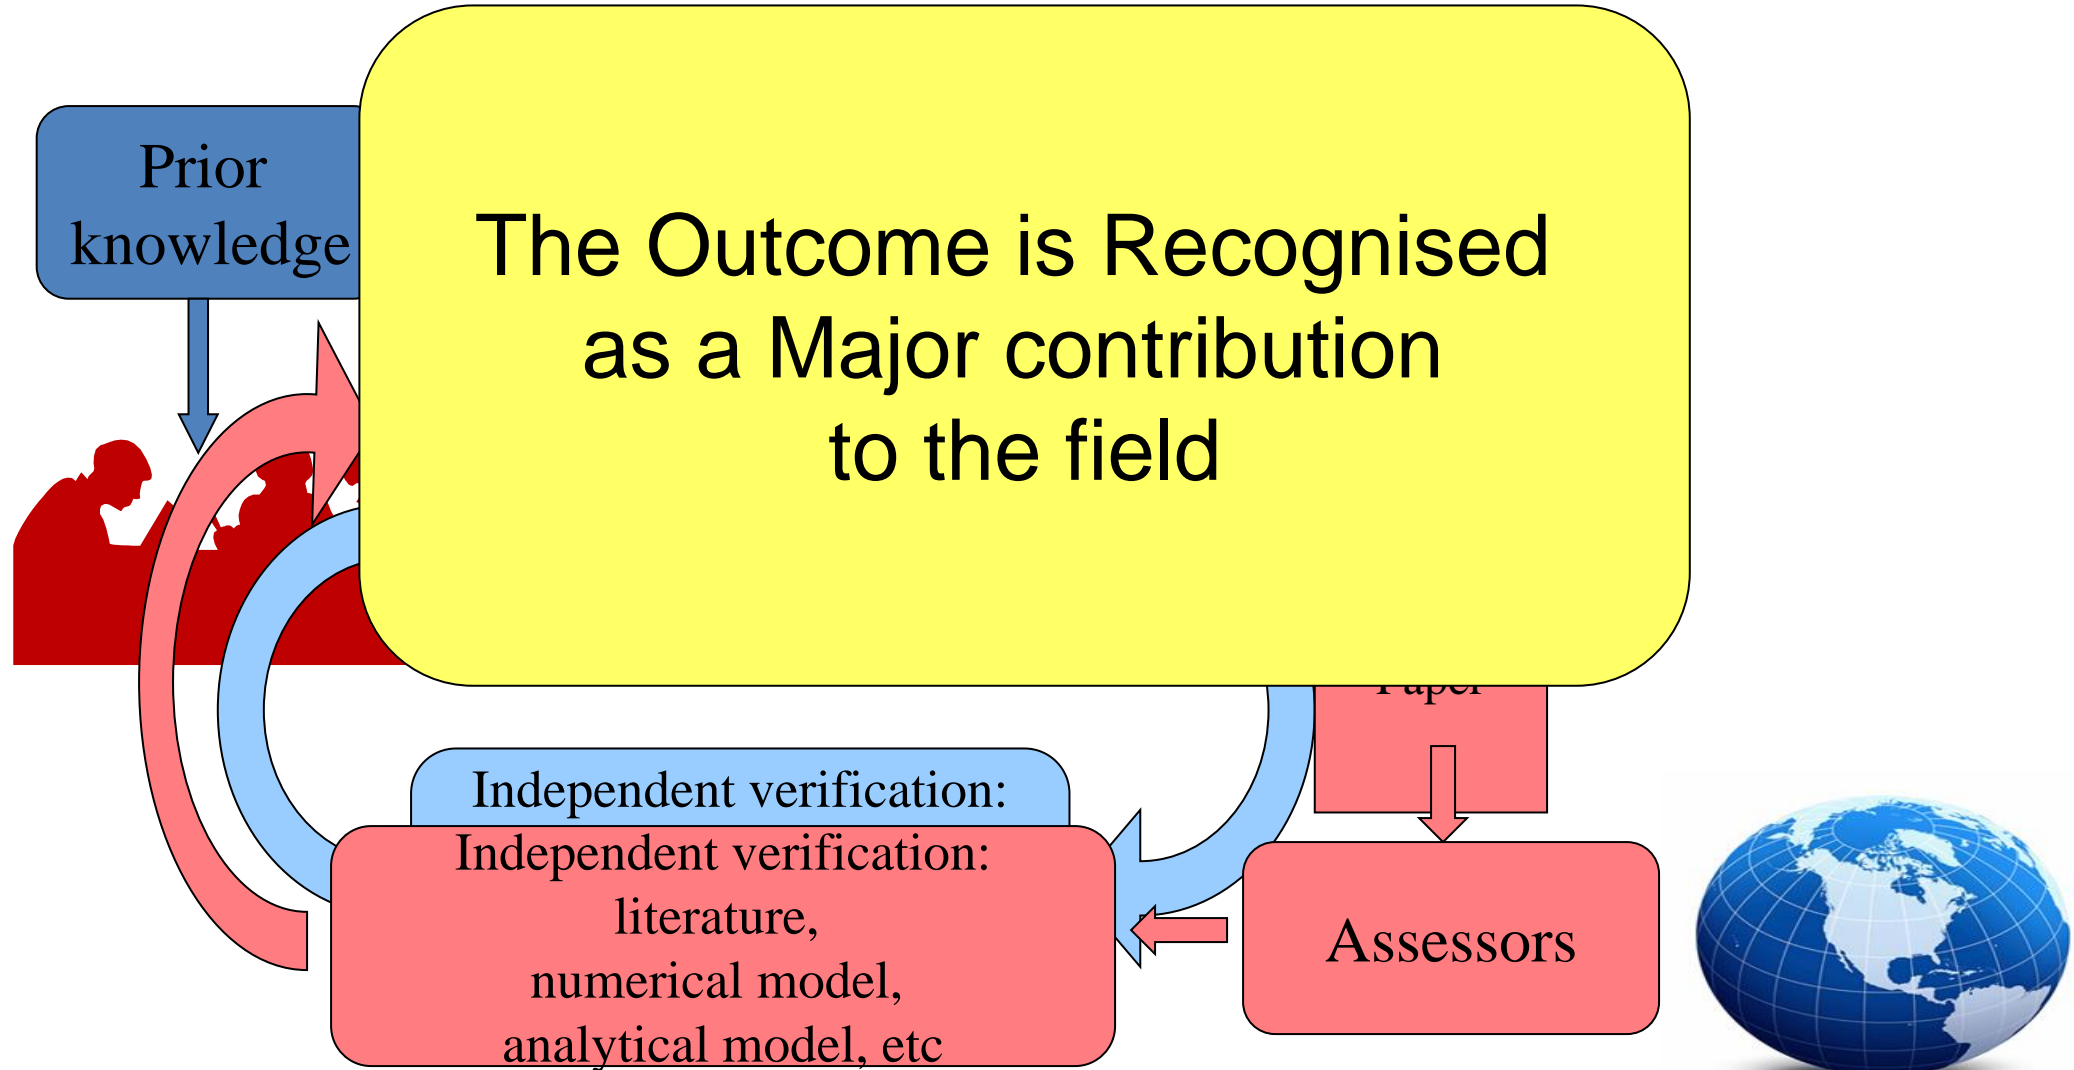 Prior
knowledge
The Outcome is Recognised
as a Major contribution
to the field
Paper
Independent verification:
Independent verification:
literature,
numerical model,
analytical model, etc
Assessors